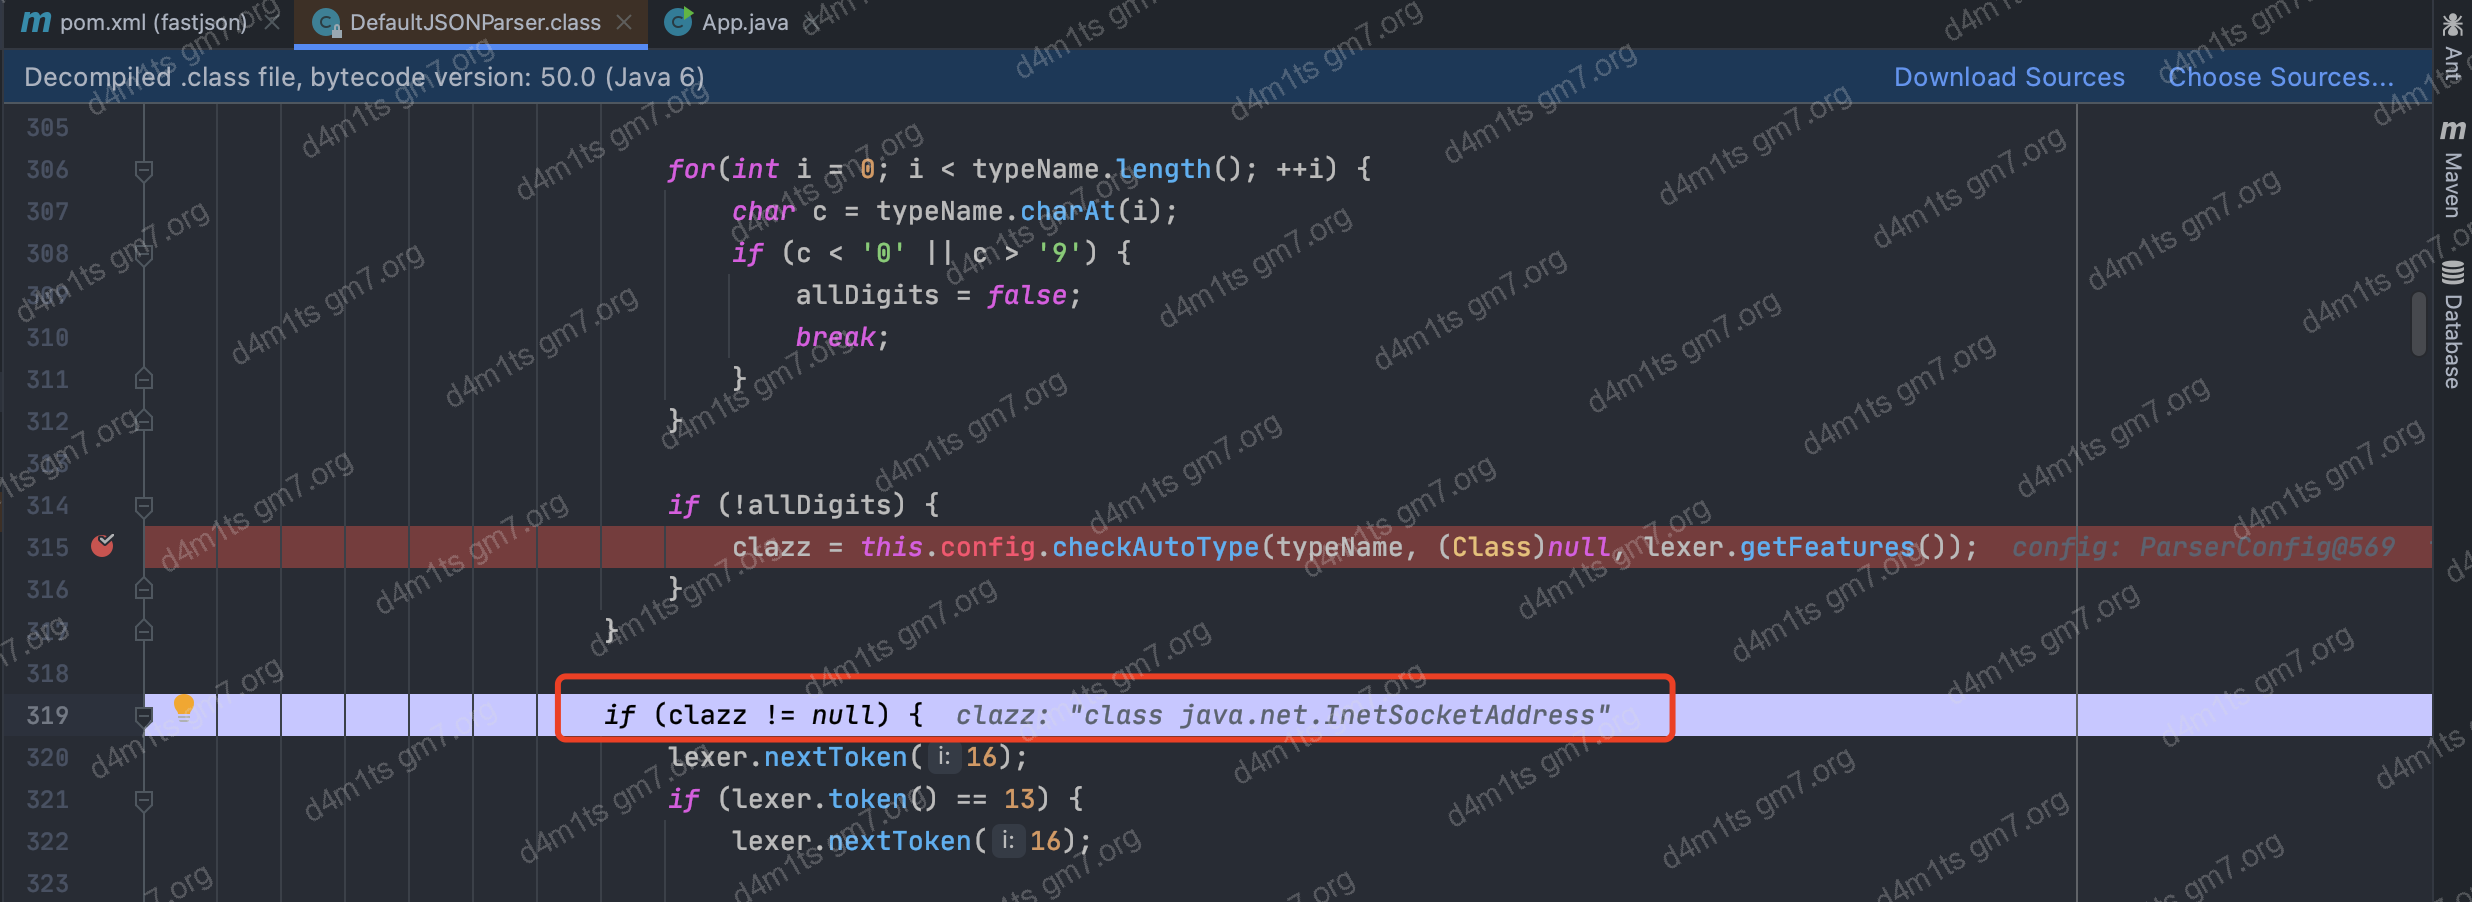 pom.xml (fastjson)
DefaultJSONParser.class
App.java
Decompiled .class file, bytecode version: 50.0 (Java 6)
Download Sources
Choose Sources...
305
306 for(int i = 0; i < typeName.length(); ++i) {
307 char c = typeName.charAt(i);
308 if (c < '0' || c > '9') {
309 allDigits = false;
310 break;
311 }
312 }
313
314 if (!allDigits) {
315 clazz = this.config.checkAutoType(typeName, (Class)null, lexer.getFeatures()); config: ParserConfig@569
316 }
317 }
318
319 if (clazz != null) { clazz: "class java.net.InetSocketAddress"
320 lexer.nextToken( i: 16);
321 if (lexer.token() == 13) {
322 lexer.nextToken( i: 16);
323
Ant
Maven
Database
d4m1ts gm7.org